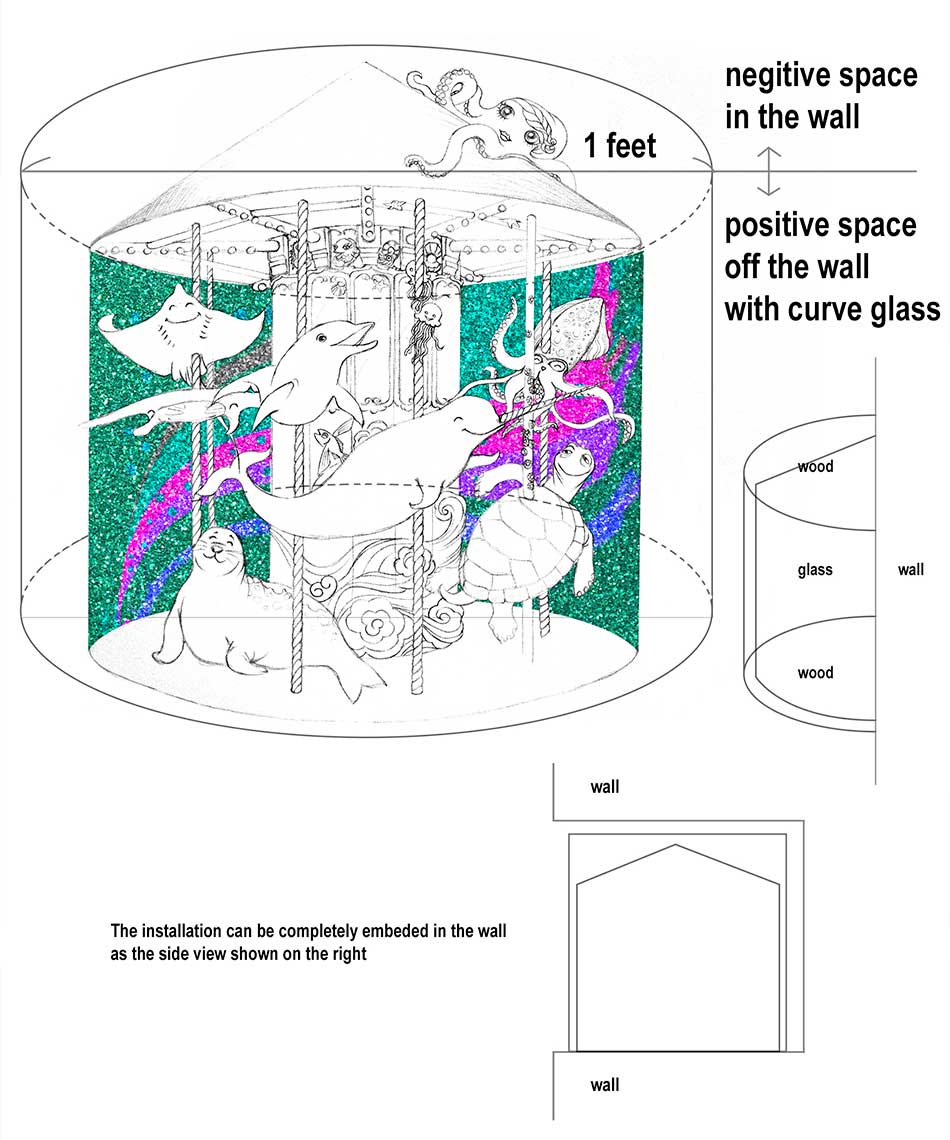 negitive space
in the wall
1 feet
positive space
off the wall
with curve glass
wood
glass
wall
wood
wall
The installation can be completely embeded in the wall
as the side view shown on the right
wall